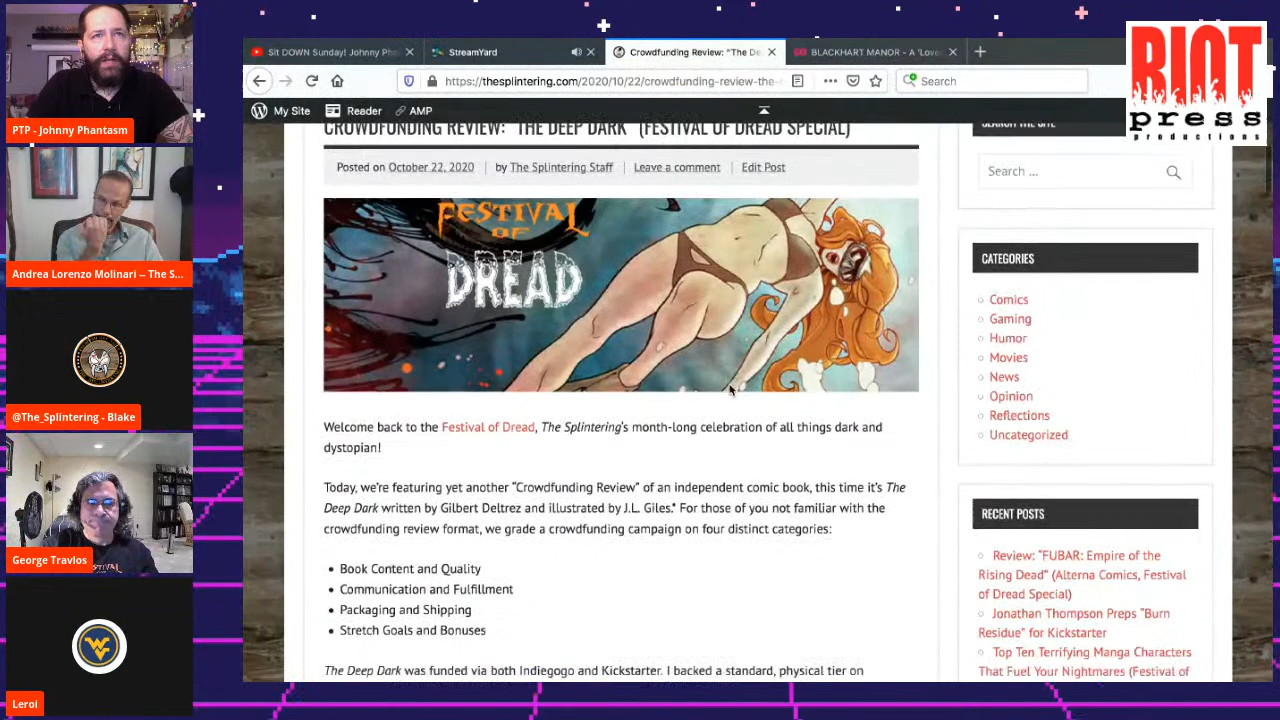 PTP - Johnny Phantasm
Andrea Lorenzo Molinari -- The S...
@The_Splintering - Blake
George Travlos
Leroi
WV
Sit DOWN Sunday! Johnny Pha
StreamYard
Crowdfunding Review: "The De
BLACKHART MANOR - A 'Love
https://thesplintering.com/2020/10/22/crowdfunding-review-the-
Search
My Site
Reader
AMP
RIOT
press
productions
CROWDFUNDING REVIEW: "THE DEEP DARK" (FESTIVAL OF DREAD SPECIAL)
Posted on October 22, 2020
by The Splintering Staff
Leave a comment
Edit Post
FESTIVAL
OF
DREAD
Welcome back to the Festival of Dread, The Splintering's month-long celebration of all things dark and
dystopian!
Today, we're featuring yet another "Crowdfunding Review" of an independent comic book, this time it's The
Deep Dark written by Gilbert Deltrez and illustrated by J.L. Giles.* For those of you not familiar with the
crowdfunding review format, we grade a crowdfunding campaign on four distinct categories:
Book Content and Quality
Communication and Fulfillment
Packaging and Shipping
Stretch Goals and Bonuses
The Deep Dark was funded via both Indiegogo and Kickstarter. I backed a standard, physical tier on
SEARCH THE SITE
Search ...
CATEGORIES
Comics
Gaming
Humor
Movies
News
Opinion
Reflections
Uncategorized
RECENT POSTS
Review: "FUBAR: Empire of the
Rising Dead" (Alterna Comics, Festival
of Dread Special)
Jonathan Thompson Preps "Burn
Residue" for Kickstarter
Top Ten Terrifying Manga Characters
That Fuel Your Nightmares (Festival of